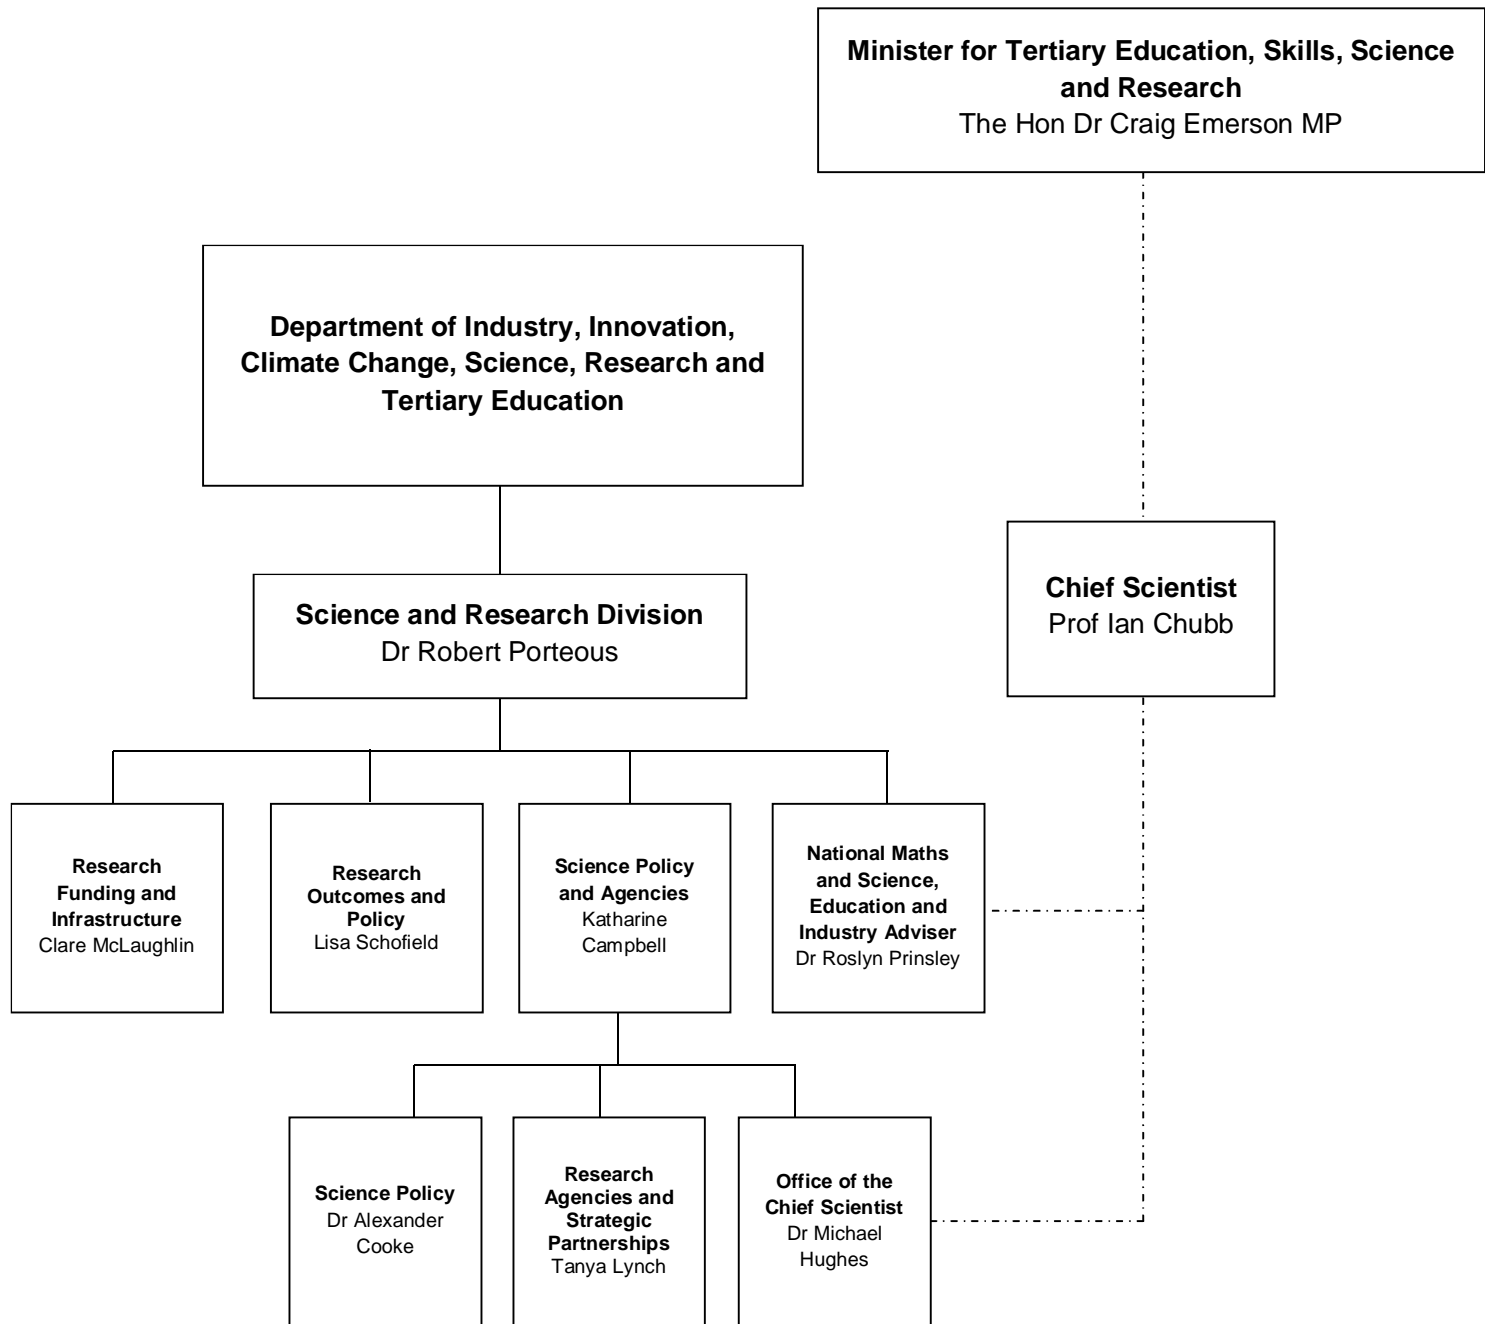 Minister for Tertiary Education, Skills, Science
and Research
The Hon Dr Craig Emerson MP
Department of Industry, Innovation,
Climate Change, Science, Research and
Tertiary Education
Science and Research Division
Dr Robert Porteous
Chief Scientist
Prof Ian Chubb
Research
Funding and
Infrastructure
Clare McLaughlin
Research
Outcomes and
Policy
Lisa Schofield
Science Policy
and Agencies
Katharine
Campbell
National Maths
and Science,
Education and
Industry Adviser
Dr Roslyn Prinsley
Science Policy
Dr Alexander
Cooke
Research
Agencies and
Strategic
Partnerships
Tanya Lynch
Office of the
Chief Scientist
Dr Michael
Hughes